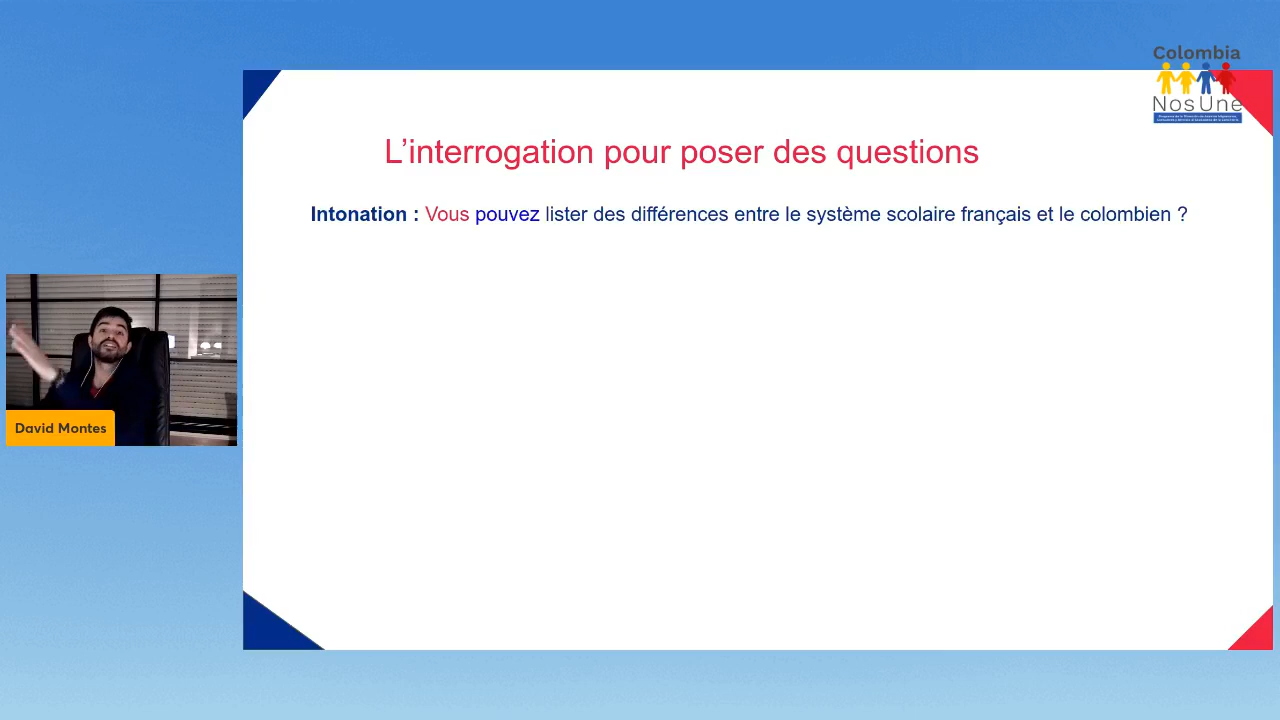 Colombia
NosUne
L'interrogation pour poser des questions
Intonation : Vous pouvez lister des différences entre le système scolaire français et le colombien ?
David Montes